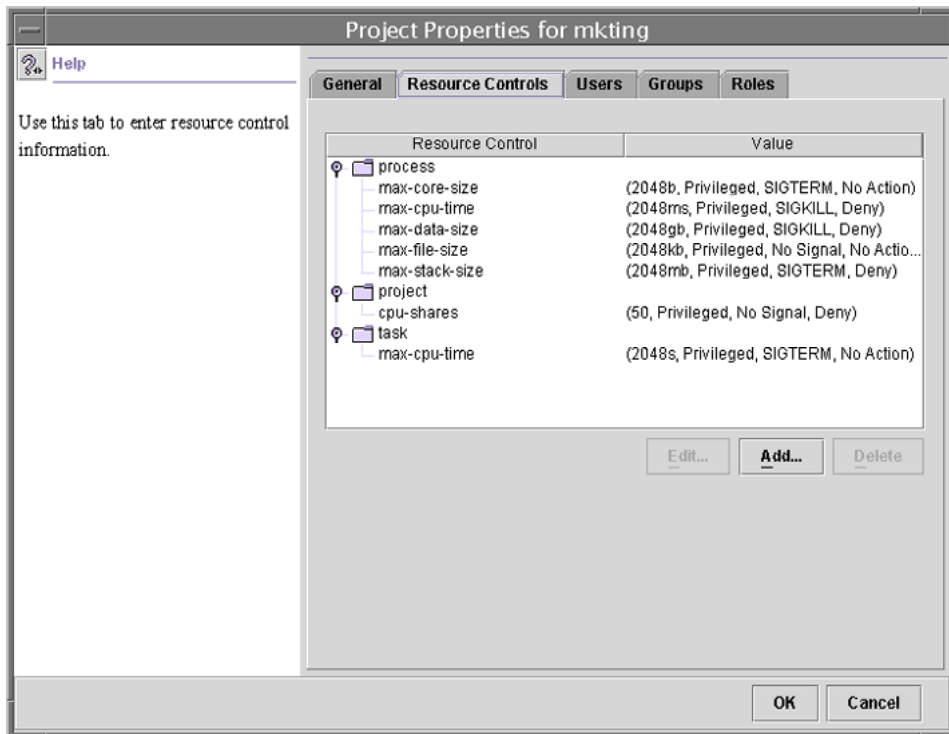 Project Properties for mkting
Help
Use this tab to enter resource control
information.
General Resource Controls Users Groups Roles
Resource Control Value
process
max-core-size (2048b, Privileged, SIGTERM, No Action)
max-cpu-time (2048ms, Privileged, SIGKILL, Deny)
max-data-size (2048gb, Privileged, SIGKILL, Deny)
max-file-size (2048kb, Privileged, No Signal, No Actio...
max-stack-size (2048mb, Privileged, SIGTERM, Deny)
project
cpu-shares (50, Privileged, No Signal, Deny)
task
max-cpu-time (2048s, Privileged, SIGTERM, No Action)
Edit... Add... Delete
OK Cancel